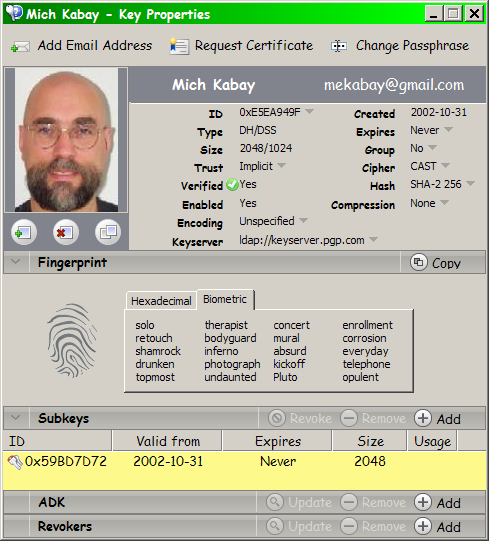 Mich Kabay - Key Properties
Add Email Address Request Certificate Change Passphrase
Mich Kabay mekabay@gmail.com
ID 0xE5EA949F Created 2002-10-31
Type DH/DSS Expires Never
Size 2048/1024 Group No
Trust Implicit Cipher CAST
Verified Yes Hash SHA-2 256
Enabled Yes Compression None
Encoding Unspecified
Keyserver ldap://keyserver.pgp.com
Fingerprint Copy
Hexadecimal Biometric
solo therapist concert enrollment
retouch bodyguard mural corrosion
shamrock inferno absurd everyday
drunken photograph kickoff telephone
topmost undaunted Pluto opulent
Subkeys Revoke Remove Add
ID Valid from Expires Size Usage
0x59BD7D72 2002-10-31 Never 2048
ADK Update Remove Add
Revokers Update Remove Add